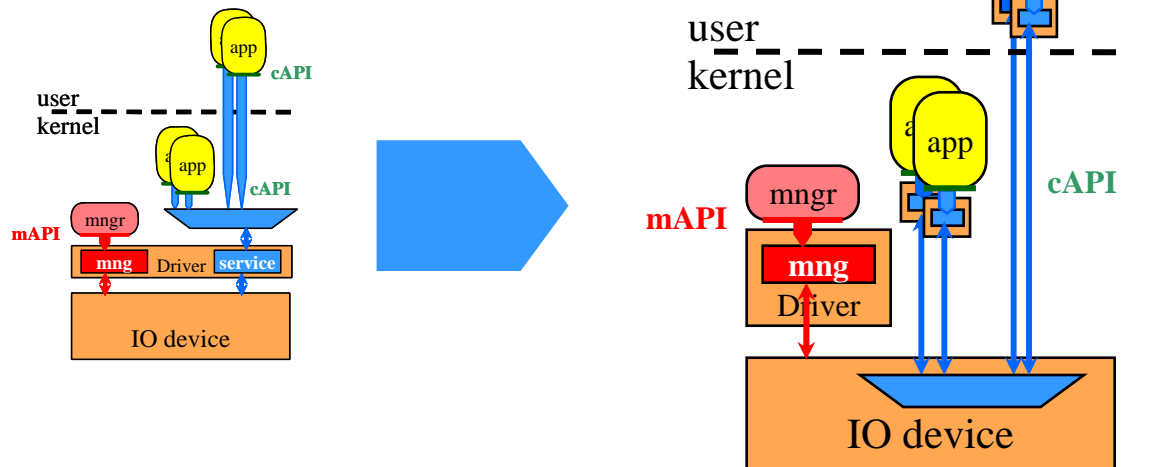 app
cAPI
user
kernel
a
app
cAPI
mngr
mAPI
mng
Driver
service
IO device
user
kernel
a
app
cAPI
mngr
mAPI
mng
Driver
IO device